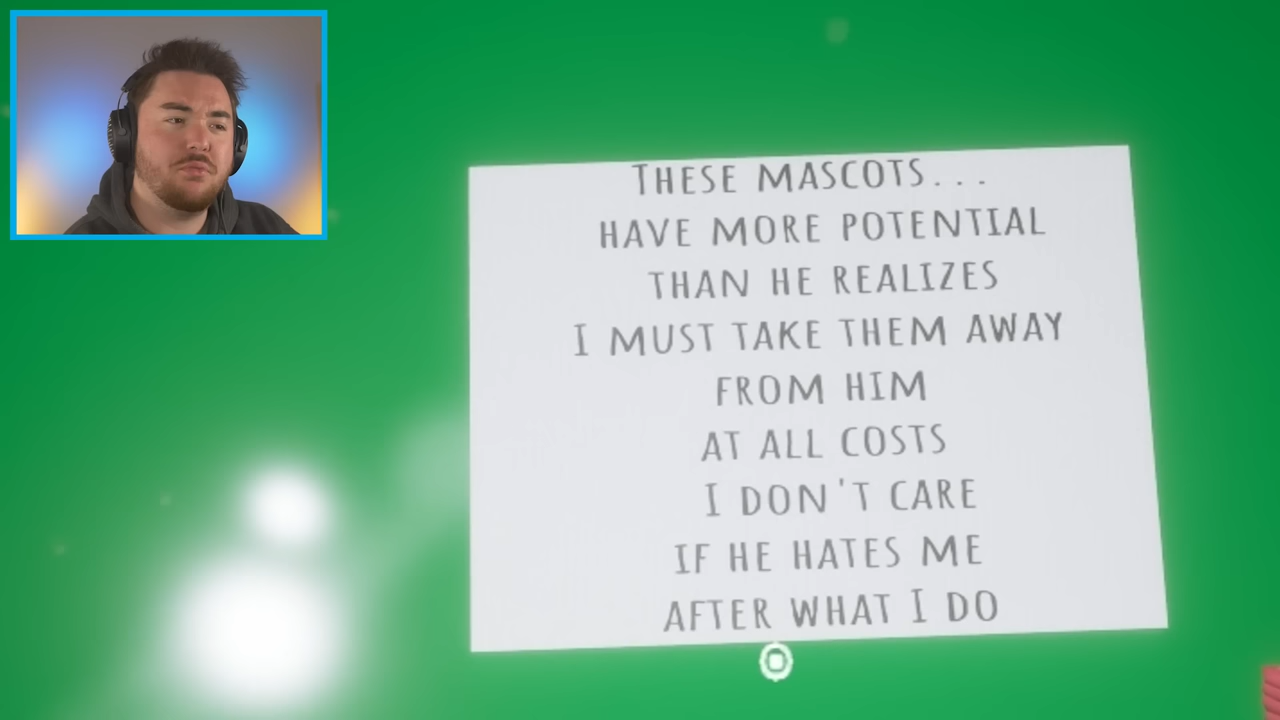 THESE MASCOTS...
HAVE MORE POTENTIAL
THAN HE REALIZES
I MUST TAKE THEM AWAY
FROM HIM
AT ALL COSTS
I DON'T CARE
IF HE HATES ME
AFTER WHAT I DO